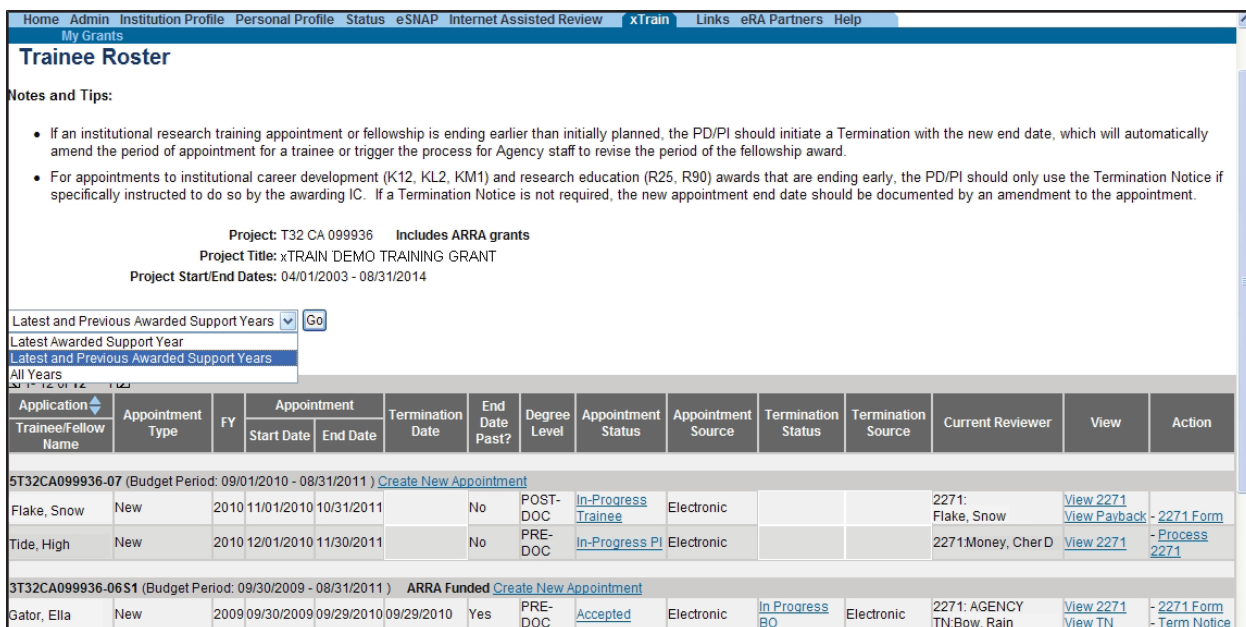 Home Admin Institution Profile Personal Profile Status eSNAP Internet Assisted Review xTrain Links eRA Partners Help
My Grants
Trainee Roster
Notes and Tips:
• If an institutional research training appointment or fellowship is ending earlier than initially planned, the PD/PI should initiate a Termination with the new end date, which will automatically
amend the period of appointment for a trainee or trigger the process for Agency staff to revise the period of the fellowship award.
• For appointments to institutional career development (K12, KL2, KM1) and research education (R25, R90) awards that are ending early, the PD/PI should only use the Termination Notice if
specifically instructed to do so by the awarding IC. If a Termination Notice is not required, the new appointment end date should be documented by an amendment to the appointment.
Project: T32 CA 099936 Includes ARRA grants
Project Title: xTRAIN DEMO TRAINING GRANT
Project Start/End Dates: 04/01/2003 - 08/31/2014
Latest and Previous Awarded Support Years Go
Latest Awarded Support Year
Latest and Previous Awarded Support Years
All Years
Application
Trainee/Fellow
Name
Appointment
Type
FY
Appointment
Start Date End Date
Termination
Date
End
Date
Past?
Degree
Level
Appointment
Status
Appointment
Source
Termination
Status
Termination
Source
Current Reviewer
View
Action
5T32CA099936-07 (Budget Period: 09/01/2010 - 08/31/2011 ) Create New Appointment
Flake, Snow New 2010 11/01/2010 10/31/2011 No
POST-
DOC
In-Progress
Trainee
Electronic
2271:
Flake, Snow
View 2271
View Payback
- 2271 Form
Tide, High New 2010 12/01/2010 11/30/2011 No
PRE-
DOC
In-Progress PI Electronic 2271:Money, Cher D View 2271
- Process
2271
3T32CA099936-06S1 (Budget Period: 09/30/2009 - 08/31/2011 ) ARRA Funded Create New Appointment
Gator, Ella New 2009 09/30/2009 09/29/2010 09/29/2010 Yes
PRE-
DOC
Accepted Electronic
In Progress
BO
Electronic
2271: AGENCY
TN:Bow, Rain
View 2271
View TN
- 2271 Form
- Term Notice